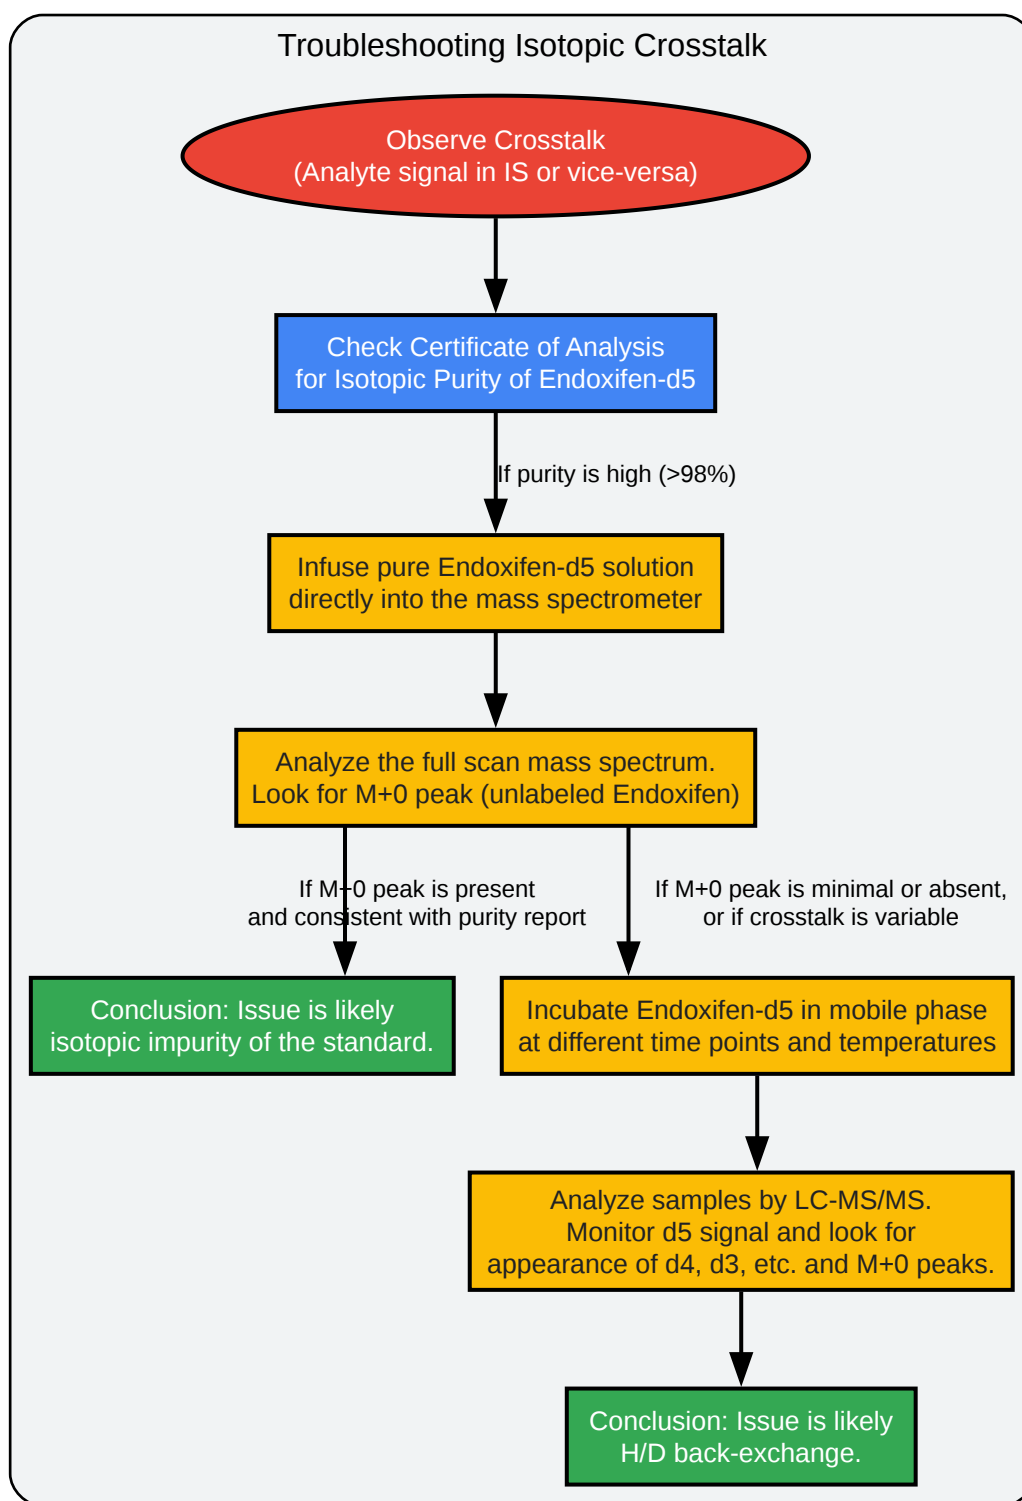 Troubleshooting Isotopic Crosstalk
Observe Crosstalk
(Analyte signal in IS or vice-versa)
Check Certificate of Analysis
for Isotopic Purity of Endoxifen-d5
If purity is high (>98%)
Infuse pure Endoxifen-d5 solution
directly into the mass spectrometer
Analyze the full scan mass spectrum.
Look for M+0 peak (unlabeled Endoxifen)
If M+0 peak is present
and consistent with purity report
If M+0 peak is minimal or absent,
or if crosstalk is variable
Conclusion: Issue is likely
isotopic impurity of the standard.
Incubate Endoxifen-d5 in mobile phase
at different time points and temperatures
Analyze samples by LC-MS/MS.
Monitor d5 signal and look for
appearance of d4, d3, etc. and M+0 peaks.
Conclusion: Issue is likely
H/D back-exchange.